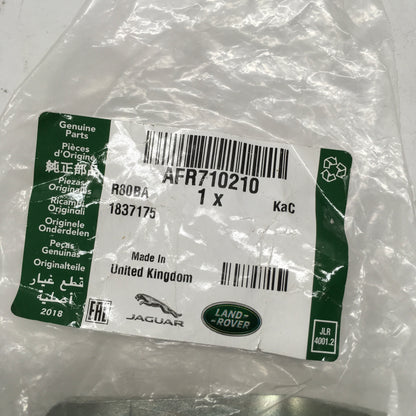 Genuine
Parts
Pièces
d'Origine
純正部品
Piezas
Originales
Ricambi
Originali
Originele
Onderdelen
Peças
Genuínas
Originalteile
قطع غيار
أصلية
2018
AFR710210
R80BA
1 x
KaC
1837175
Made In
United Kingdom
EAC
JAGUAR
LAND-
ROVER
JLR
4001.2